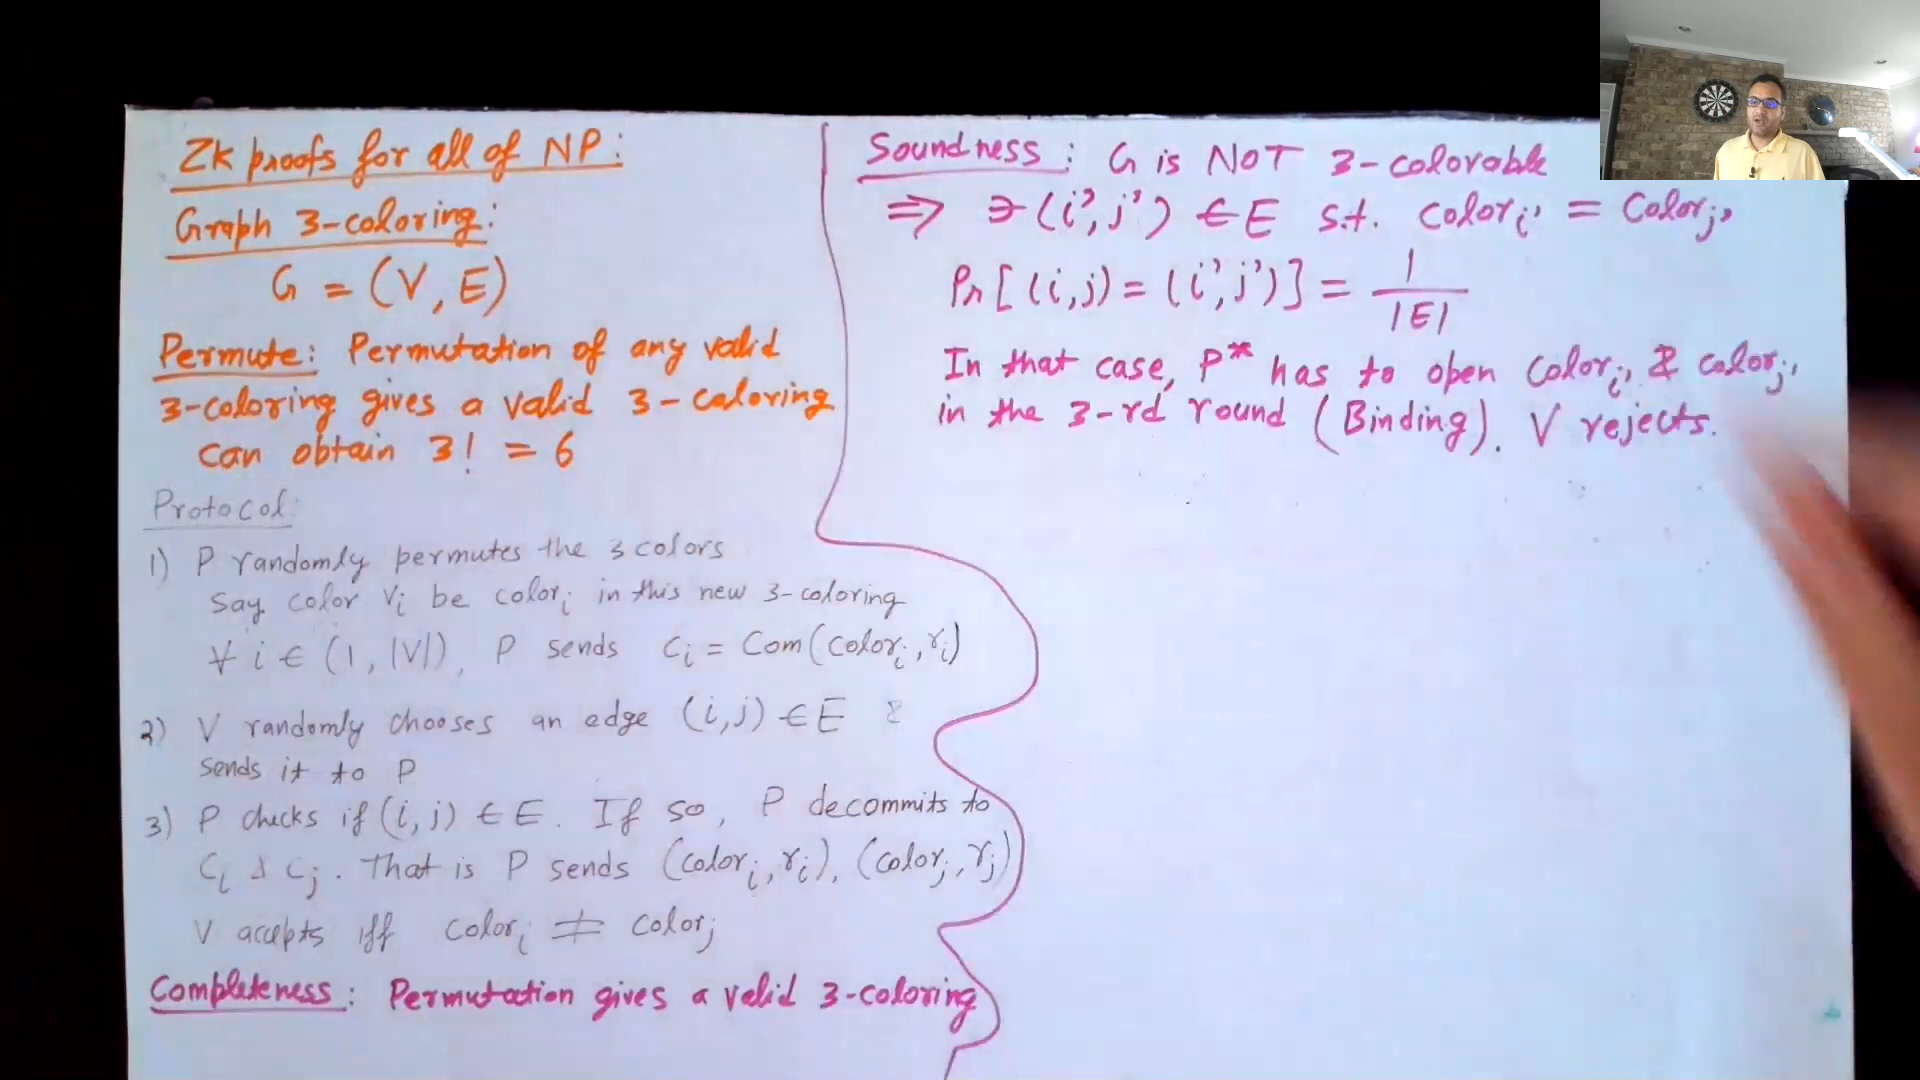 ZK proofs for all of NP:
Graph 3-coloring:
G = (V, E)
Permute: Permutation of any valid
3-coloring gives a valid 3-coloring
can obtain 3! = 6
Protocol:
1) P randomly permutes the 3 colors
Say color vᵢ be colorᵢ in this new 3-coloring
∀ i ∈ (1, |V|), P sends cᵢ = Com(colorᵢ, rᵢ)
2) V randomly chooses an edge (i, j) ∈ E &
sends it to P
3) P checks if (i, j) ∈ E. If so, P decommits to
Cᵢ & Cⱼ. That is P sends (colorᵢ, rᵢ), (colorⱼ, rⱼ)
V accepts iff colorᵢ ≠ colorⱼ
Completeness: Permutation gives a valid 3-coloring
Soundness: G is NOT 3-colorable
⇒ ∃ (i', j') ∈ E s.t. colorᵢ' = Colorⱼ'
Pr[(i, j) = (i', j')] = 1/|E|
In that case, P* has to open Colorᵢ' & colorⱼ'
in the 3-rd round (Binding). V rejects.